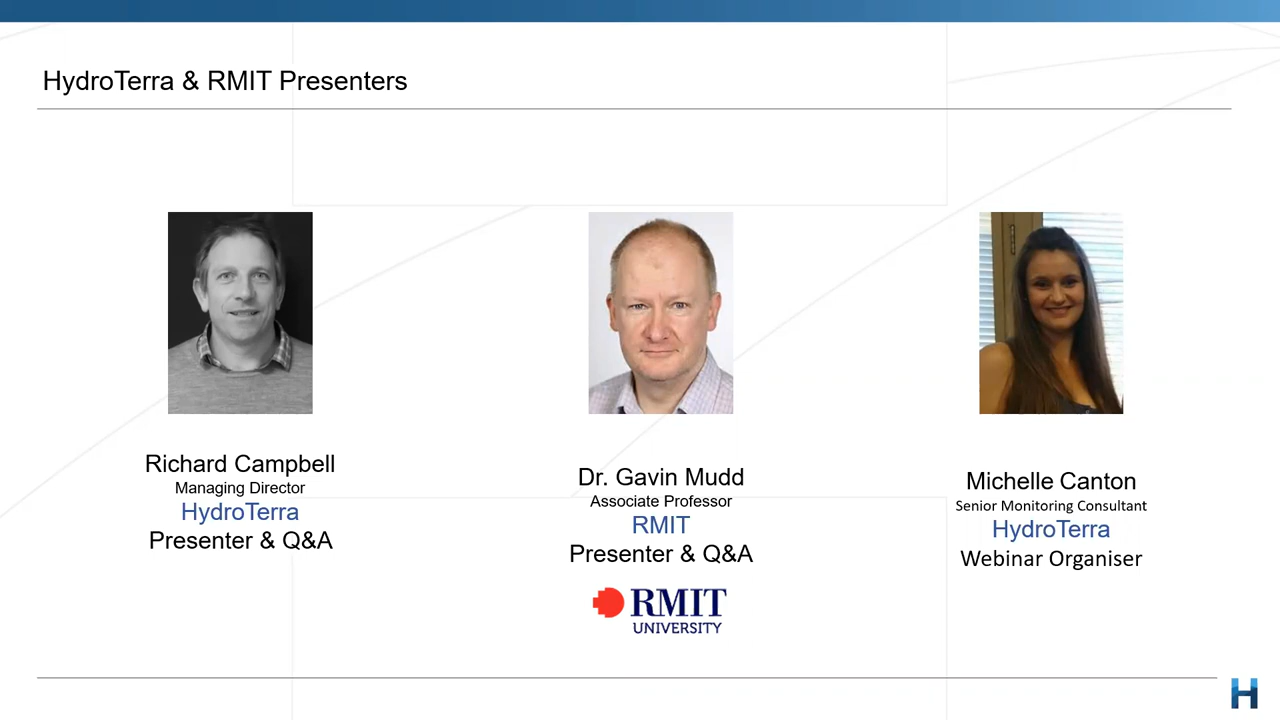 HydroTerra & RMIT Presenters
Richard Campbell
Managing Director
HydroTerra
Presenter & Q&A
Dr. Gavin Mudd
Associate Professor
RMIT
Presenter & Q&A
RMIT
UNIVERSITY
Michelle Canton
Senior Monitoring Consultant
HydroTerra
Webinar Organiser
H